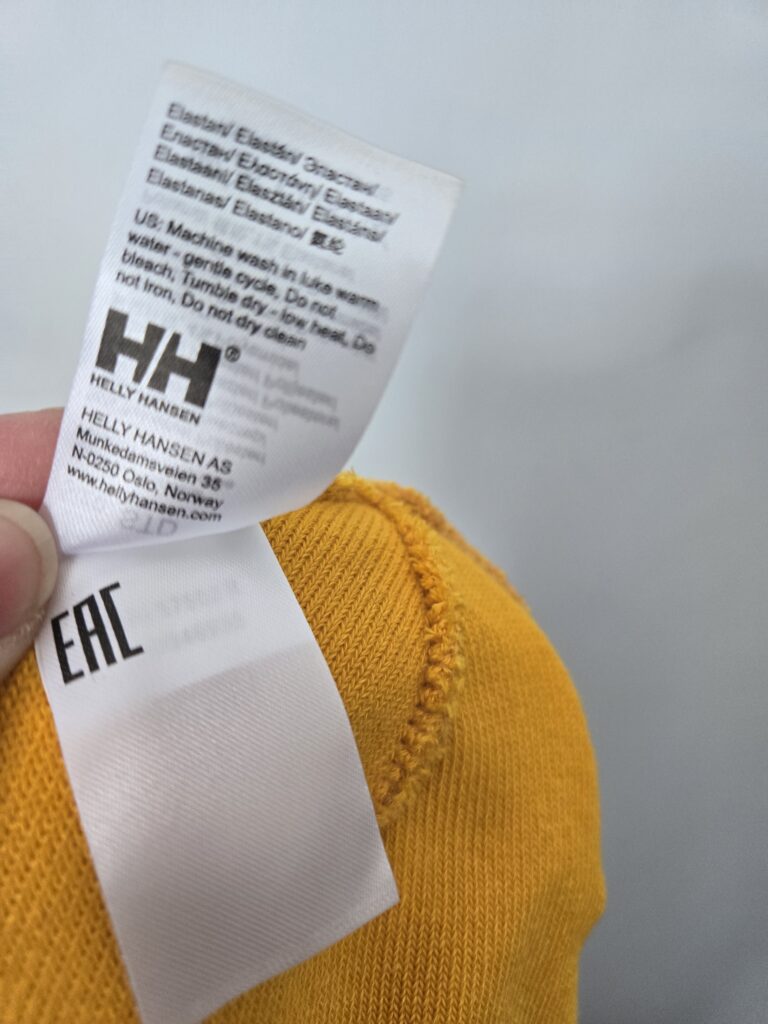 Elastan/ Elastán/ Эластан/
Еластан/ Ελαστάνη/ Elastaan/
Elastaani/ Elasztán/ Elastāns/
Elastanas/ Elastano/ 氨纶
US: Machine wash in luke warm
water - gentle cycle, Do not
bleach, Tumble dry - low heat, Do
not iron, Do not dry clean
HH®
HELLY HANSEN
HELLY HANSEN AS
Munkedamsveien 35
N-0250 Oslo, Norway
www.hellyhansen.com
EAC